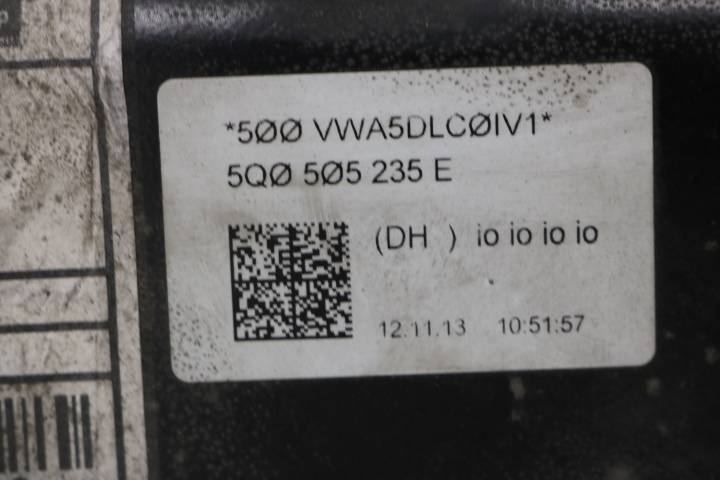 *5ØØ VWA5DLCØIV1*
5QØ 5Ø5 235 E
(DH ) io io io io
12.11.13 10:51:57